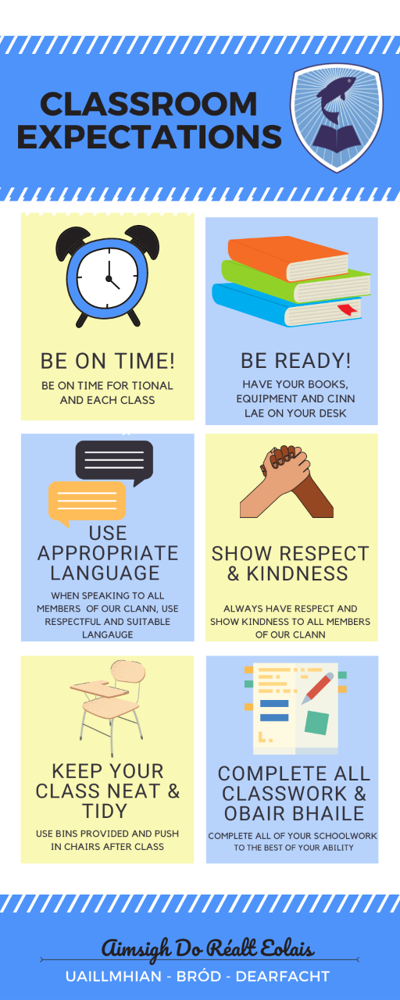 CLASSROOM
EXPECTATIONS
BE ON TIME!
BE ON TIME FOR TIONAL
AND EACH CLASS
BE READY!
HAVE YOUR BOOKS,
EQUIPMENT AND CINN
LAE ON YOUR DESK
USE
APPROPRIATE
LANGUAGE
WHEN SPEAKING TO ALL
MEMBERS OF OUR CLANN, USE
RESPECTFUL AND SUITABLE
LANGAUGE
SHOW RESPECT
& KINDNESS
ALWAYS HAVE RESPECT AND
SHOW KINDNESS TO ALL MEMBERS
OF OUR CLANN
KEEP YOUR
CLASS NEAT &
TIDY
USE BINS PROVIDED AND PUSH
IN CHAIRS AFTER CLASS
COMPLETE ALL
CLASSWORK &
OBAIR BHAILE
COMPLETE ALL OF YOUR SCHOOLWORK
TO THE BEST OF YOUR ABILITY
Aimsigh Do Réalt Eolais
UAILLMHIAN - BRÓD - DEARFACHT